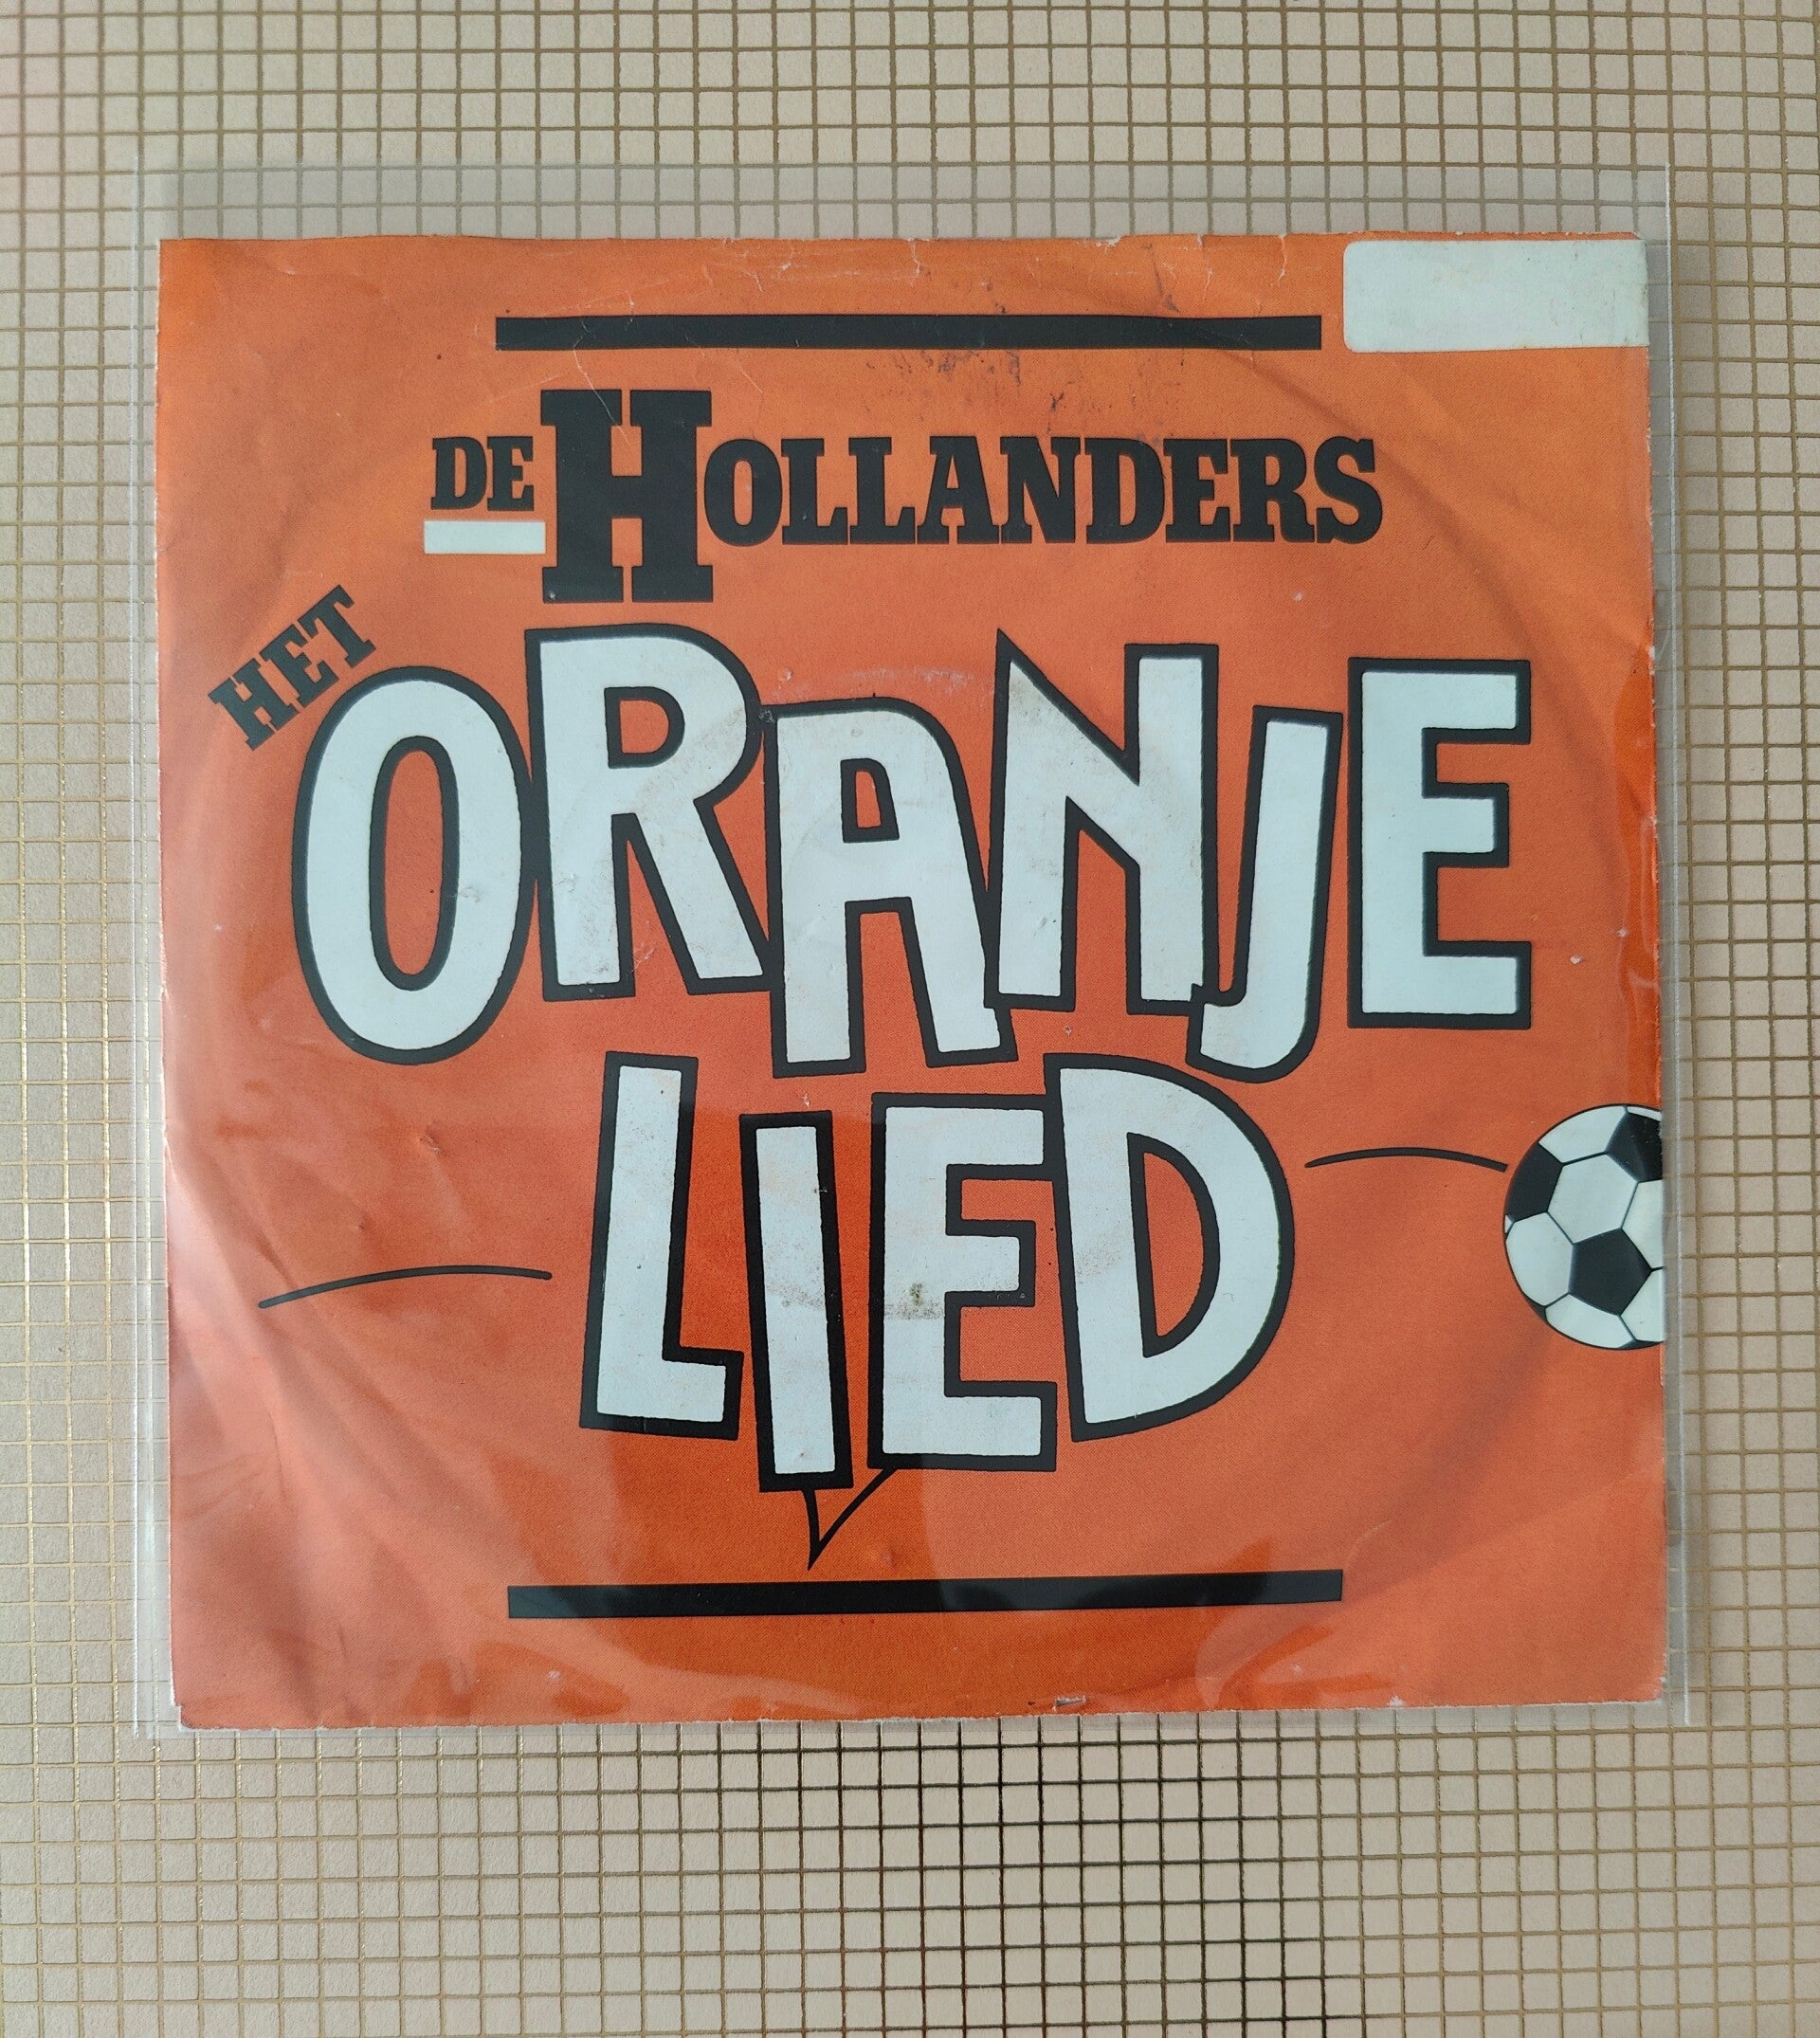 DE HOLLANDERS
HET
ORANJE
LIED